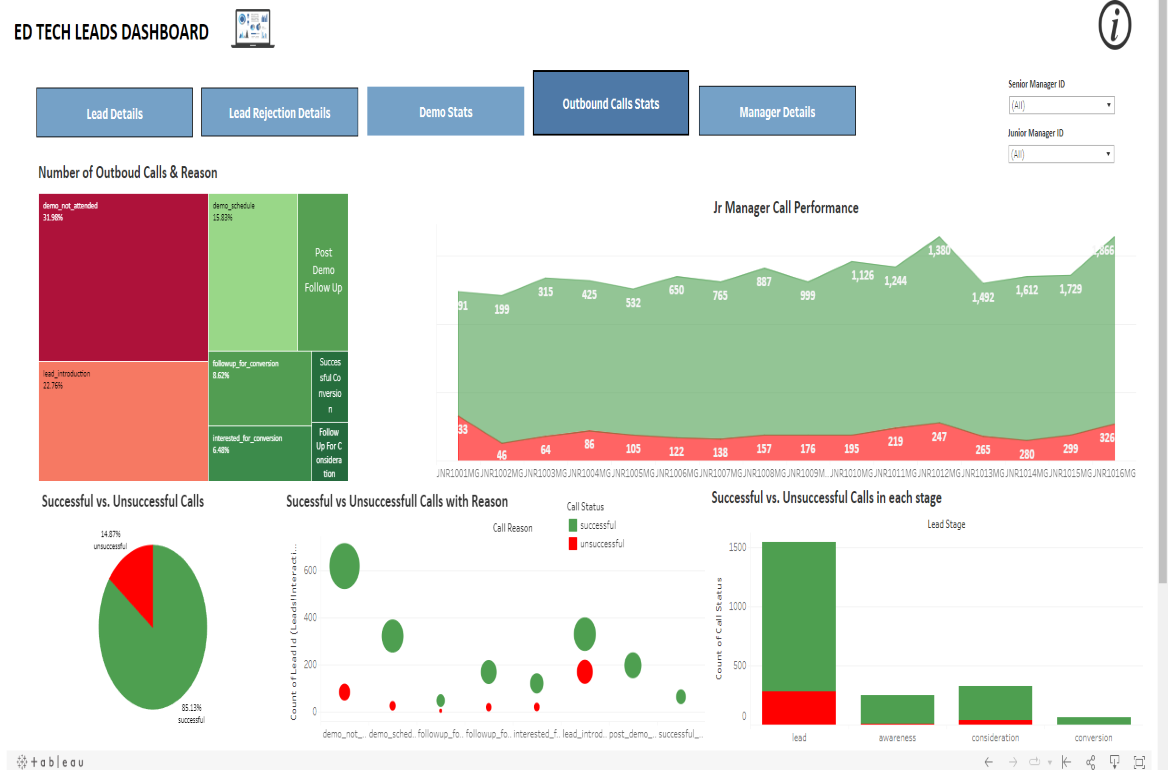 ED TECH LEADS DASHBOARD
i
Lead Details
Lead Rejection Details
Demo Stats
Outbound Calls Stats
Manager Details
Senior Manager ID
(All)
Junior Manager ID
(All)
Number of Outboud Calls & Reason
demo_not_attended
31.98%
demo_schedule
15.83%
Post
Demo
Follow Up
lead_introduction
22.76%
followup_for_conversion
8.62%
Succes
sful Co
nversio
n
interested_for_conversion
6.48%
Follow
Up For C
onsidera
tion
Jr Manager Call Performance
91
199
315
425
532
650
765
887
999
1,126
1,244
1,380
1,492
1,612
1,729
33
46
64
86
105
122
138
157
176
195
219
247
265
280
299
326
JNR1001MG JNR1002MG JNR1003MG JNR1004MG JNR1005MG JNR1006MG JNR1007MG JNR1008MG JNR1009M.. JNR1010MG JNR1011MG JNR1012MG JNR1013MG JNR1014MG JNR1015MG JNR1016MG
Successful vs. Unsuccessful Calls
14.87%
unsuccessful
85.13%
successful
Sucessful vs Unsuccessfull Calls with Reason
Call Status
successful
unsuccessful
Call Reason
Count of Lead Id (Leads!Interacti...
600
400
200
0
demo_not_.. demo_sched.. followup_fo.. followup_fo.. interested_f.. lead_introd.. post_demo_.. successful_..
Successful vs. Unsuccessful Calls in each stage
Lead Stage
Count of Call Status
1500
1000
500
0
lead
awareness
consideration
conversion
+ableau